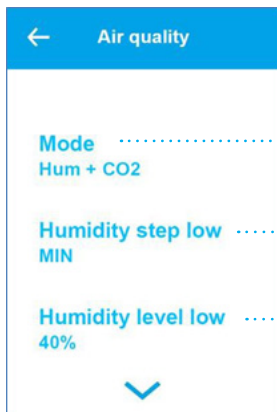 Air quality
Mode
Hum + CO2
Humidity step low
MIN
Humidity level low
40%